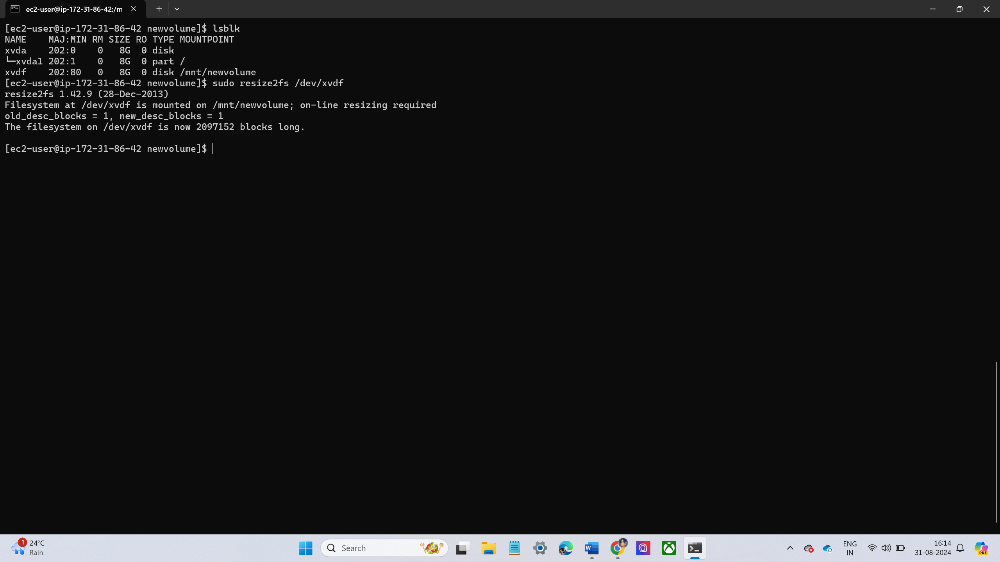 ec2-user@ip-172-31-86-42:/m
[ec2-user@ip-172-31-86-42 newvolume]$ lsblk
NAME    MAJ:MIN RM SIZE RO TYPE MOUNTPOINT
xvda    202:0    0   8G  0 disk
└─xvda1 202:1    0   8G  0 part /
xvdf    202:80   0   8G  0 disk /mnt/newvolume
[ec2-user@ip-172-31-86-42 newvolume]$ sudo resize2fs /dev/xvdf
resize2fs 1.42.9 (28-Dec-2013)
Filesystem at /dev/xvdf is mounted on /mnt/newvolume; on-line resizing required
old_desc_blocks = 1, new_desc_blocks = 1
The filesystem on /dev/xvdf is now 2097152 blocks long.
[ec2-user@ip-172-31-86-42 newvolume]$
1
24°C
Rain
Search
W
ENG
IN
16:14
31-08-2024
PRE